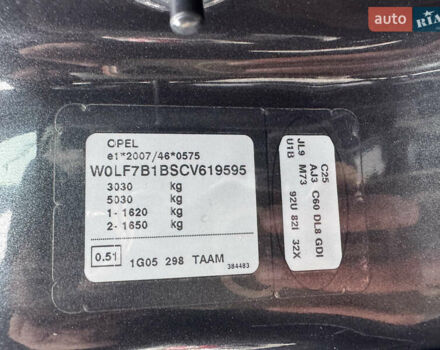 auto RIA
OPEL
e1*2007/46*0575
W0LF7B1BSCV619595
3030 kg
5030 kg
1- 1620 kg
2- 1650 kg
0.51 1G05 298 TAAM
384483
C25
AJ3 C60 DL8 GDI
JL9 M73 92U 82I 32X
U1B